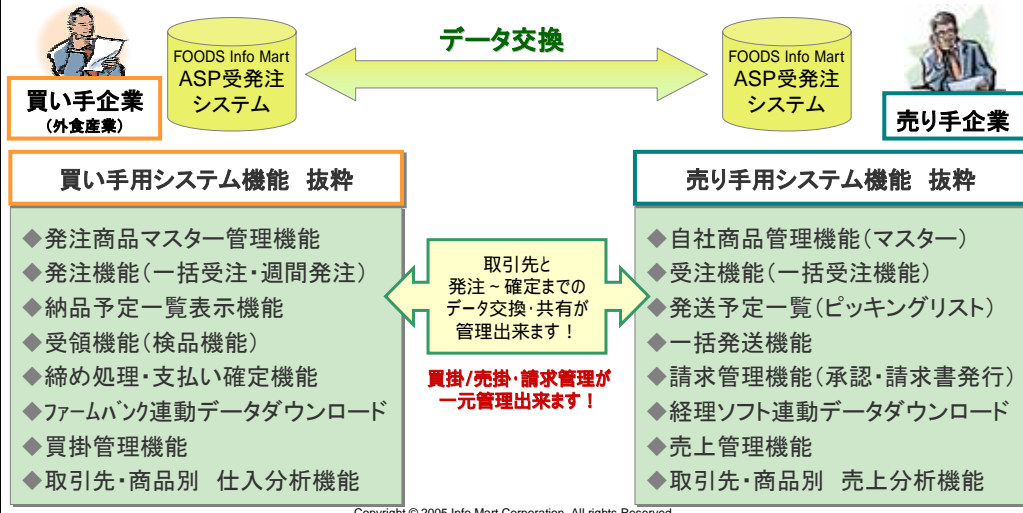 データ交換
FOODS Info Mart
ASP受発注
システム
FOODS Info Mart
ASP受発注
システム
買い手企業
(外食産業)
売り手企業
買い手用システム機能 抜粋
◆発注商品マスター管理機能
◆発注機能(一括受注・週間発注)
◆納品予定一覧表示機能
◆受領機能(検品機能)
◆締め処理・支払い確定機能
◆ファームバンク連動データダウンロード
◆買掛管理機能
◆取引先・商品別 仕入分析機能
取引先と
発注~確定までの
データ交換・共有が
管理出来ます!
買掛/売掛・請求管理が
一元管理出来ます!
売り手用システム機能 抜粋
◆自社商品管理機能(マスター)
◆受注機能(一括受注機能)
◆発送予定一覧(ピッキングリスト)
◆一括発送機能
◆請求管理機能(承認・請求書発行)
◆経理ソフト連動データダウンロード
◆売上管理機能
◆取引先・商品別 売上分析機能
Copyright © 2005 Info Mart Corporation. All rights Reserved